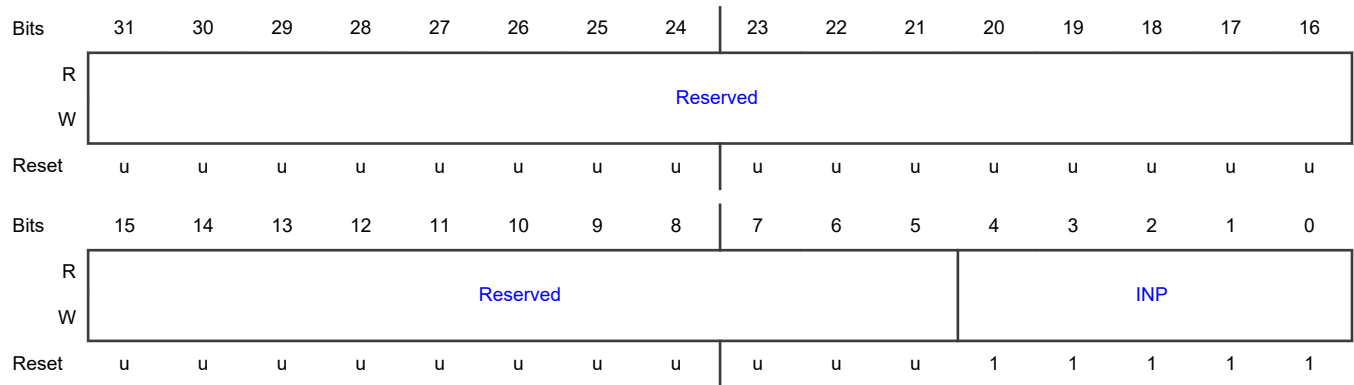 Bits 31 30 29 28 27 26 25 24 23 22 21 20 19 18 17 16
R
Reserved
W
Reset u u u u u u u u u u u u u u u u
Bits 15 14 13 12 11 10 9 8 7 6 5 4 3 2 1 0
R
Reserved INP
W
Reset u u u u u u u u u u u 1 1 1 1 1